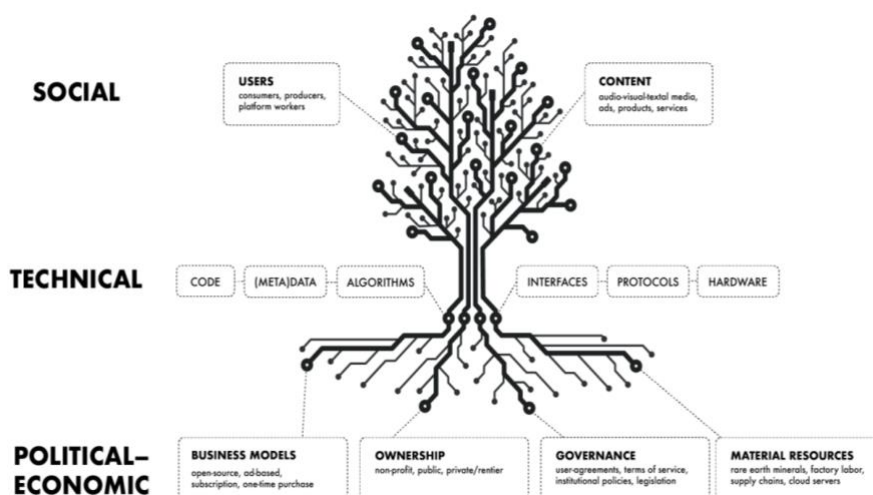 SOCIAL
USERS
consumers, producers,
platform workers
CONTENT
audio-visual-textal media,
ads, products, services
TECHNICAL
CODE
(META)DATA
ALGORITHMS
INTERFACES
PROTOCOLS
HARDWARE
POLITICAL–
ECONOMIC
BUSINESS MODELS
open-source, ad-based,
subscription, one-time purchase
OWNERSHIP
non-profit, public, private/rentier
GOVERNANCE
user-agreements, terms of service,
institutional policies, legislation
MATERIAL RESOURCES
rare earth minerals, factory labor,
supply chains, cloud servers